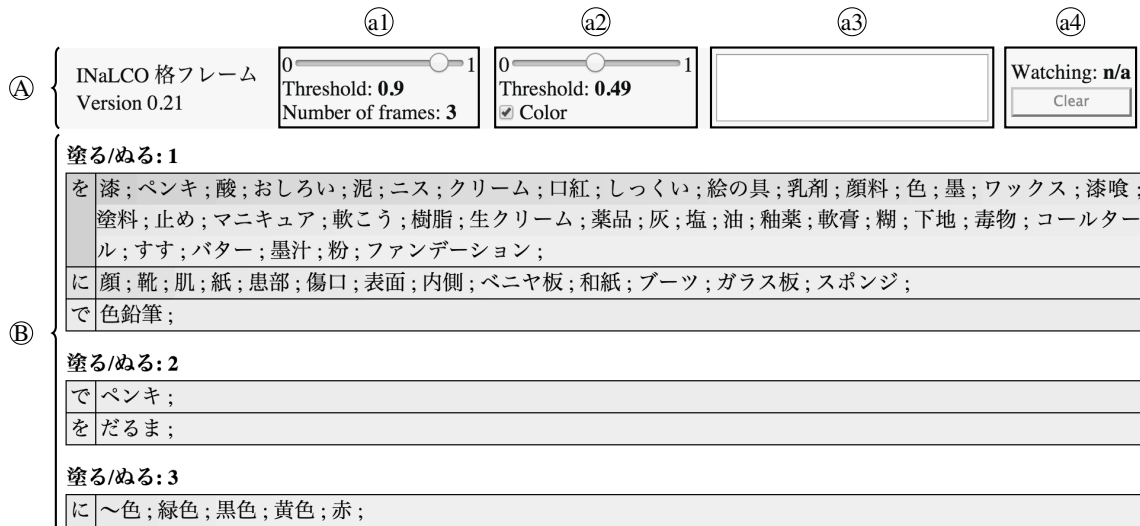 a1 a2 a3 a4
A
INaLCO 格フレーム
Version 0.21
0 1
Threshold: 0.9
Number of frames: 3
0 1
Threshold: 0.49
Color
Watching: n/a
Clear
B
塗る/ぬる: 1
を 漆 ; ペンキ ; 酸 ; おしろい ; 泥 ; ニス ; クリーム ; 口紅 ; しっくい ; 絵の具 ; 乳剤 ; 顔料 ; 色 ; 墨 ; ワックス ; 漆喰 ;
塗料 ; 止め ; マニキュア ; 軟こう ; 樹脂 ; 生クリーム ; 薬品 ; 灰 ; 塩 ; 油 ; 釉薬 ; 軟膏 ; 糊 ; 下地 ; 毒物 ; コールター
ル ; すす ; バター ; 墨汁 ; 粉 ; ファンデーション ;
に 顔 ; 靴 ; 肌 ; 紙 ; 患部 ; 傷口 ; 表面 ; 内側 ; ベニヤ板 ; 和紙 ; ブーツ ; ガラス板 ; スポンジ ;
で 色鉛筆 ;
塗る/ぬる: 2
で ペンキ ;
を だるま ;
塗る/ぬる: 3
に 〜色 ; 緑色 ; 黒色 ; 黄色 ; 赤 ;